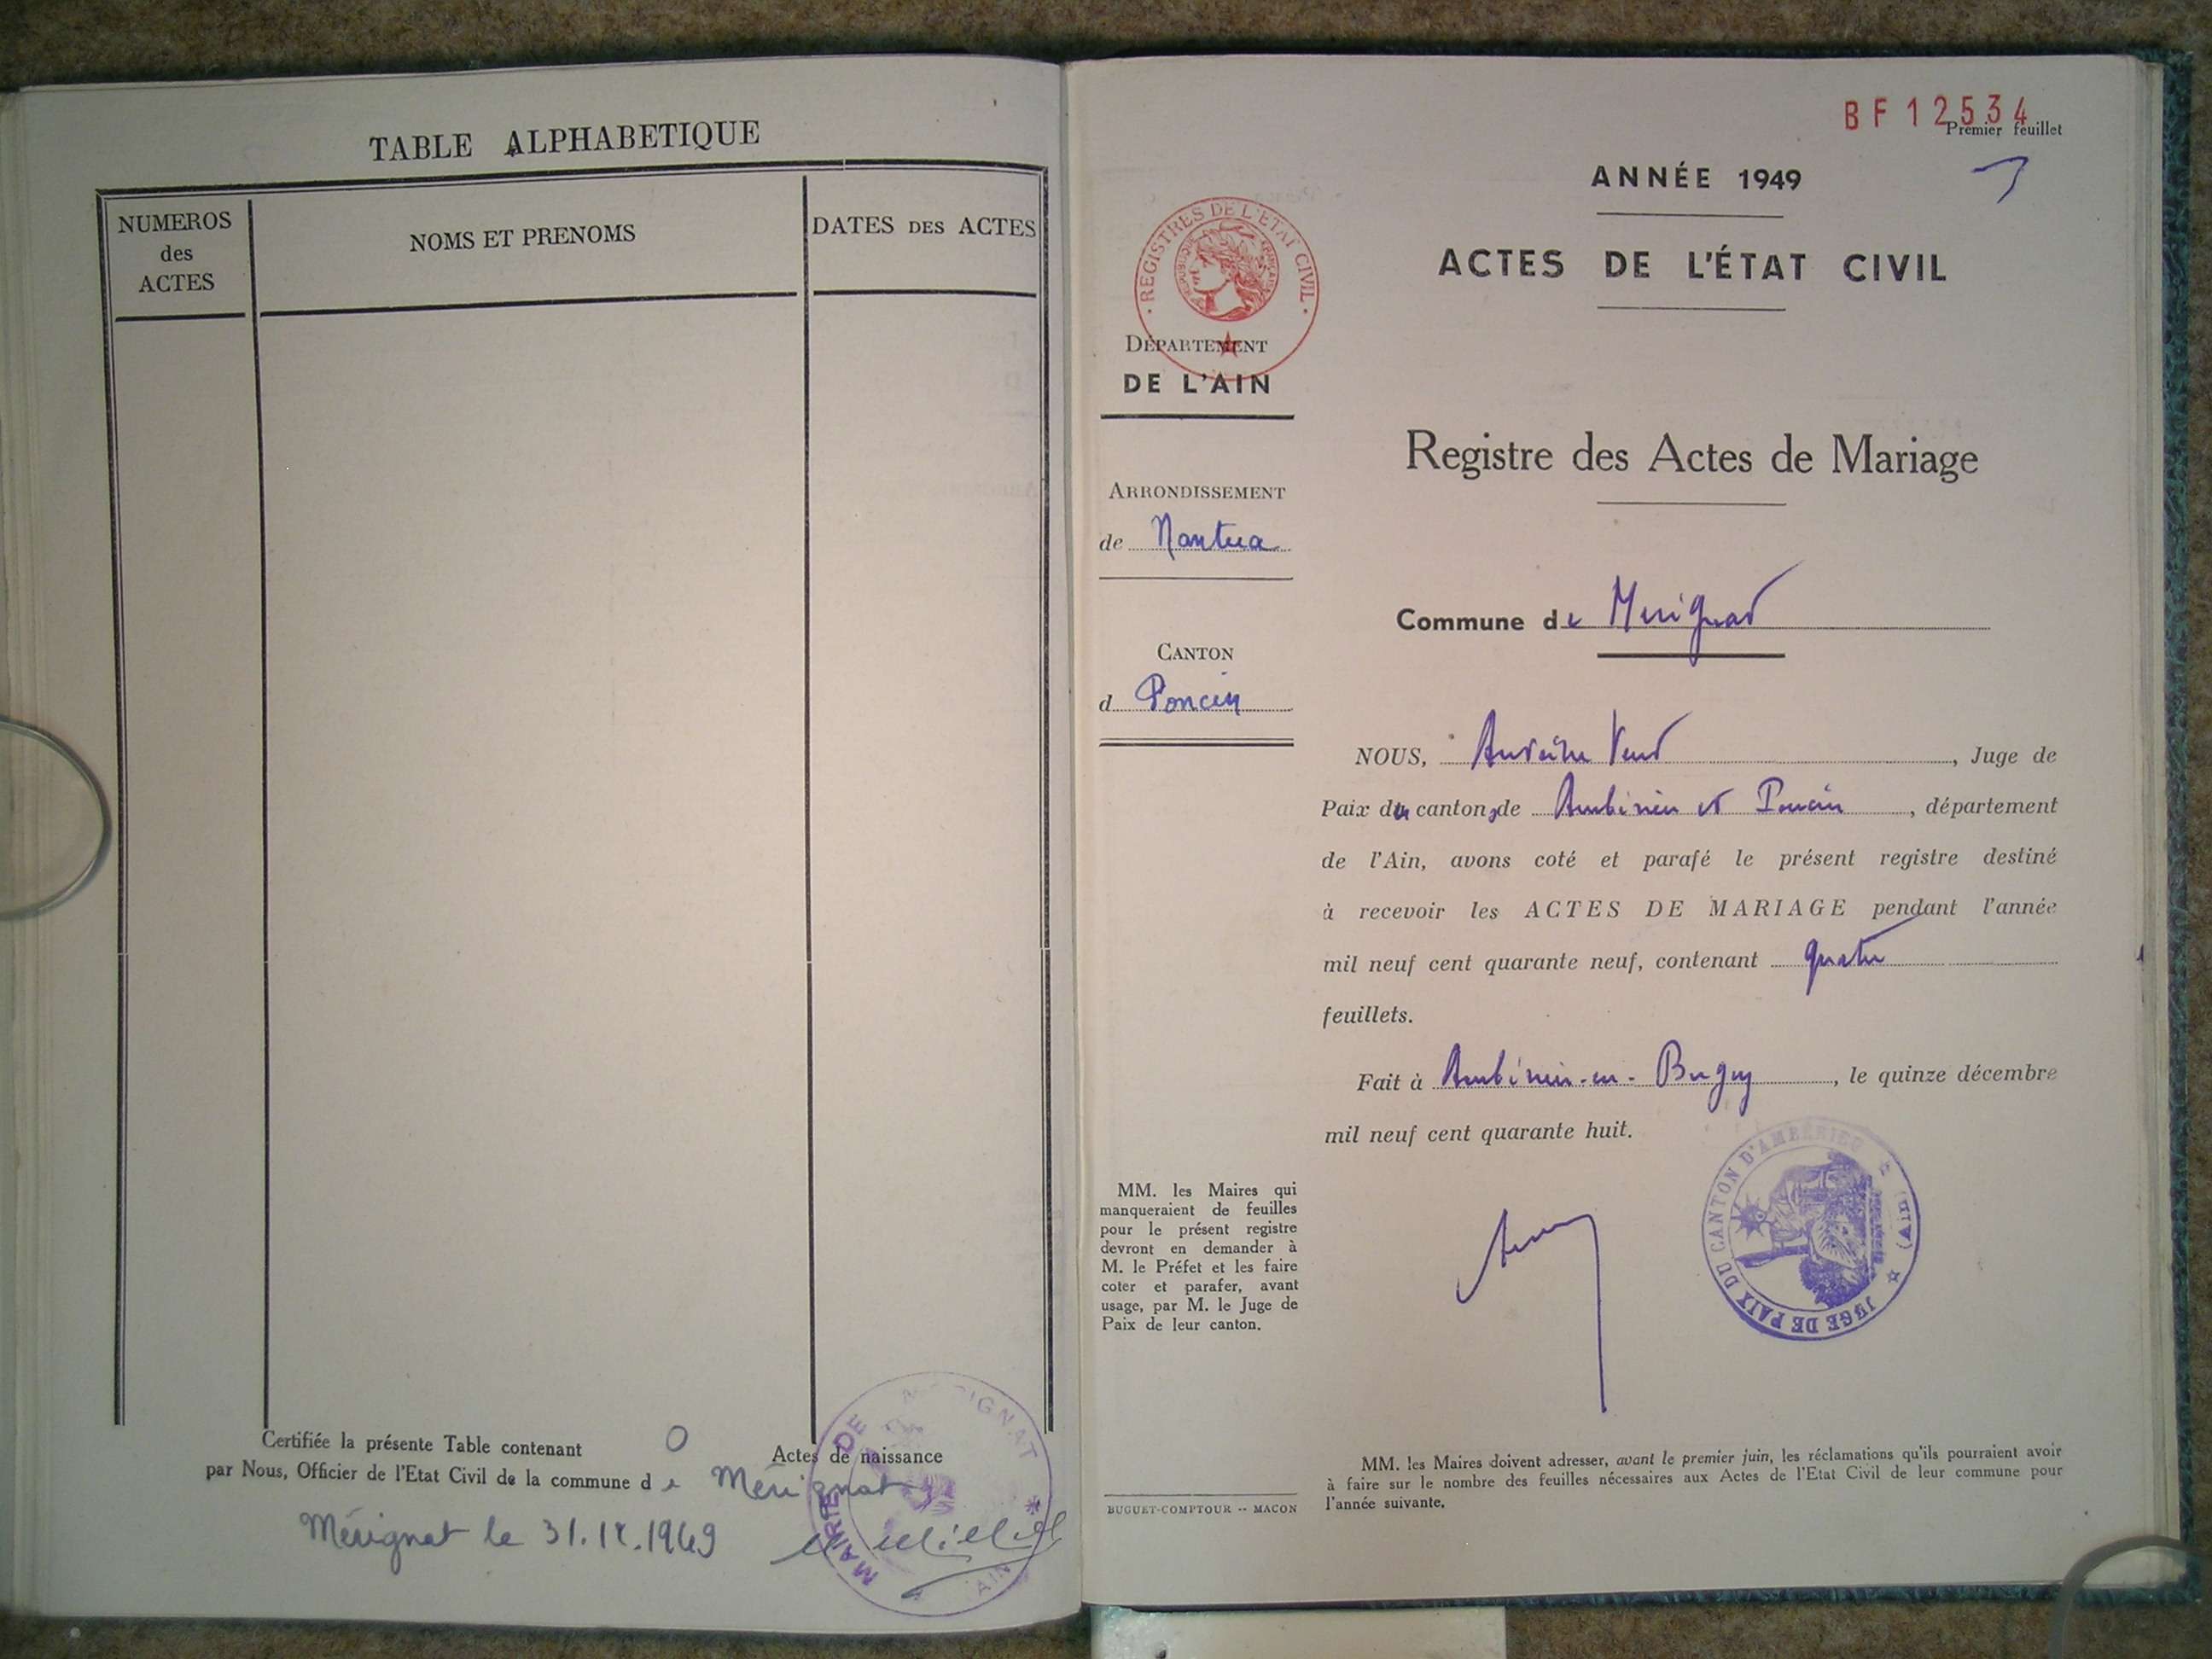 TABLE ALPHABETIQUE
NUMEROS
des
ACTES
NOMS ET PRENOMS
DATES DES ACTES
Certifiée la présente Table contenant 0 Actes de naissance
par Nous, Officier de l'Etat Civil de la commune de Mérignat
Mérignat le 31.12.1949
MAIRIE DE MERIGNAT
AIN
BF 12534
Premier feuillet
ANNÉE 1949
ACTES DE L'ÉTAT CIVIL
REGISTRES DE L'ETAT CIVIL
REPUBLIQUE FRANÇAISE
DÉPARTEMENT
DE L'AIN
Registre des Actes de Mariage
ARRONDISSEMENT
de Nantua
Commune de Mérignat
CANTON
d Poncin
NOUS, Antoine , Juge de
Paix du canton, de Ambérieu et Poncin, département
de l'Ain, avons coté et parafé le présent registre destiné
à recevoir les ACTES DE MARIAGE pendant l'année
mil neuf cent quarante neuf, contenant quatre
feuillets.
Fait à Ambérieu-en-Bugey, le quinze décembre
mil neuf cent quarante huit.
JUGE DE PAIX DU CANTON D'AMBÉRIEU (AIN)
MM. les Maires qui
manqueraient de feuilles
pour le présent registre
devront en demander à
M. le Préfet et les faire
coter et parafer, avant
usage, par M. le Juge de
Paix de leur canton.
BUGUET-COMPTOUR -- MACON
MM. les Maires doivent adresser, avant le premier juin, les réclamations qu'ils pourraient avoir
à faire sur le nombre des feuilles nécessaires aux Actes de l'Etat Civil de leur commune pour
l'année suivante.